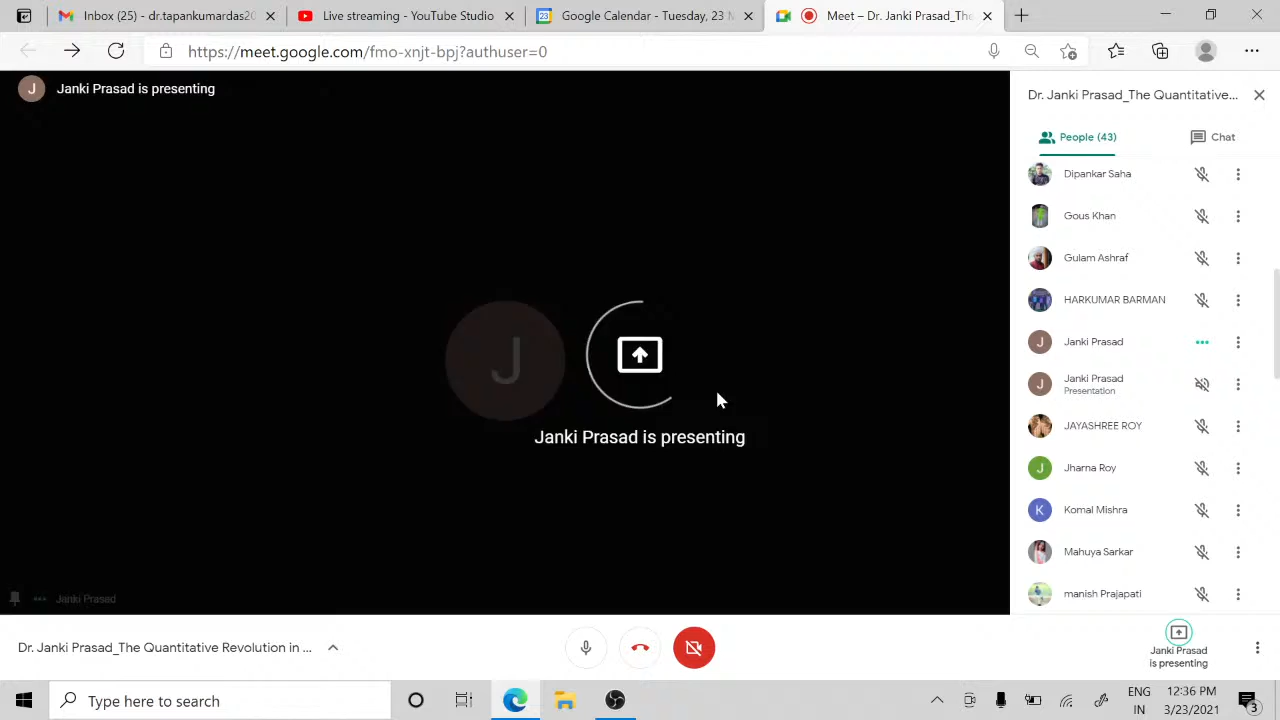 Inbox (25) - dr.tapankumardas20
Live streaming - YouTube Studio
23
Google Calendar - Tuesday, 23 M
Meet – Dr. Janki Prasad_The
https://meet.google.com/fmo-xnjt-bpj?authuser=0
J
Janki Prasad is presenting
J
Janki Prasad is presenting
Janki Prasad
Dr. Janki Prasad_The Quantitative...
People (43)
Chat
Dipankar Saha
Gous Khan
Gulam Ashraf
HARKUMAR BARMAN
J
Janki Prasad
J
Janki Prasad
Presentation
JAYASHREE ROY
J
Jharna Roy
K
Komal Mishra
Mahuya Sarkar
manish Prajapati
Dr. Janki Prasad_The Quantitative Revolution in ...
Janki Prasad
is presenting
Type here to search
ENG
IN
12:36 PM
3/23/2021
3